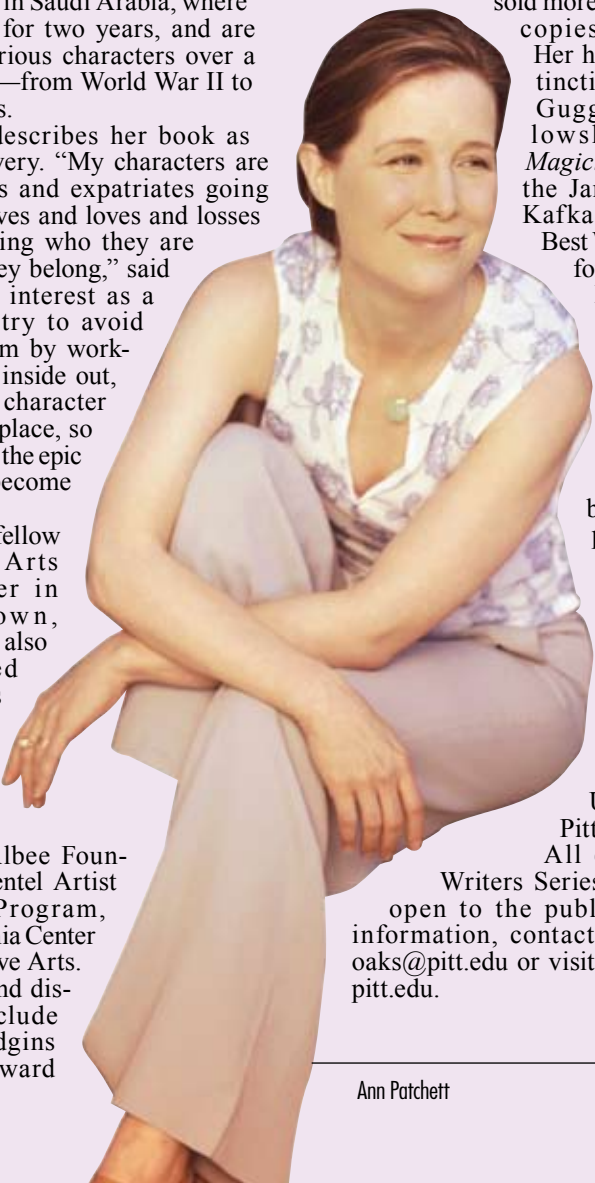 in Saudi Arabia, where
for two years, and are
rious characters over a
—from World War II to
s.
describes her book as
very. “My characters are
s and expatriates going
ves and loves and losses
ing who they are
ey belong,” said
interest as a
try to avoid
m by work-
inside out,
character
place, so
the epic
become
fellow
Arts
er in
own,
also
ed
s
lbee Foun-
entel Artist
Program,
ia Center
ve Arts.
nd dis-
clude
dgins
ward
sold more
copies
Her h
tincti
Gugg
lowsh
Magic
the Jan
Kafka
Best
fo
b
Pitt
All
Writers Series
open to the publ
information, contact
oaks@pitt.edu or visit
pitt.edu.
Ann Patchett